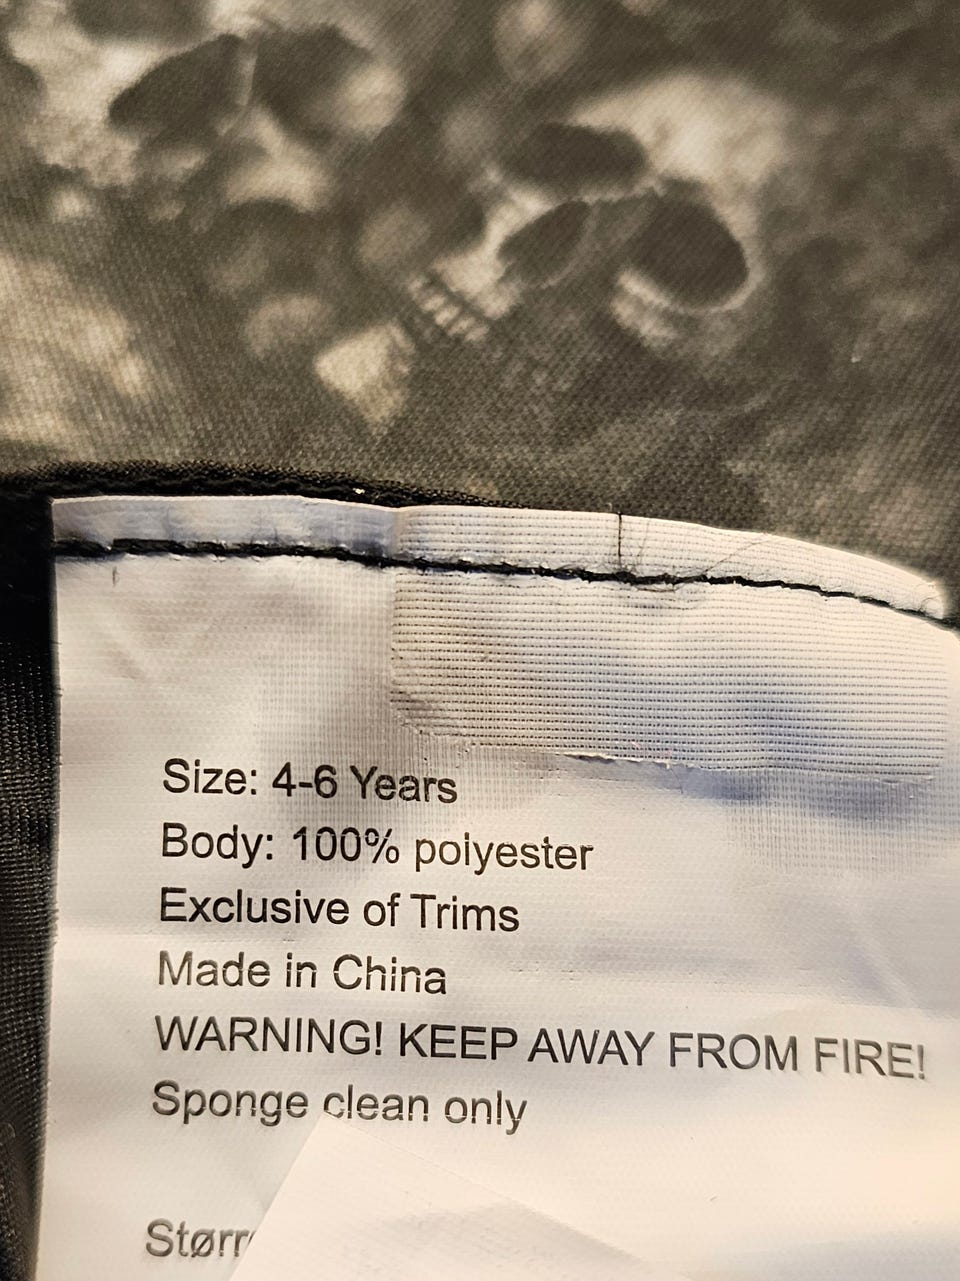 Size: 4-6 Years
Body: 100% polyester
Exclusive of Trims
Made in China
WARNING! KEEP AWAY FROM FIRE!
Sponge clean only